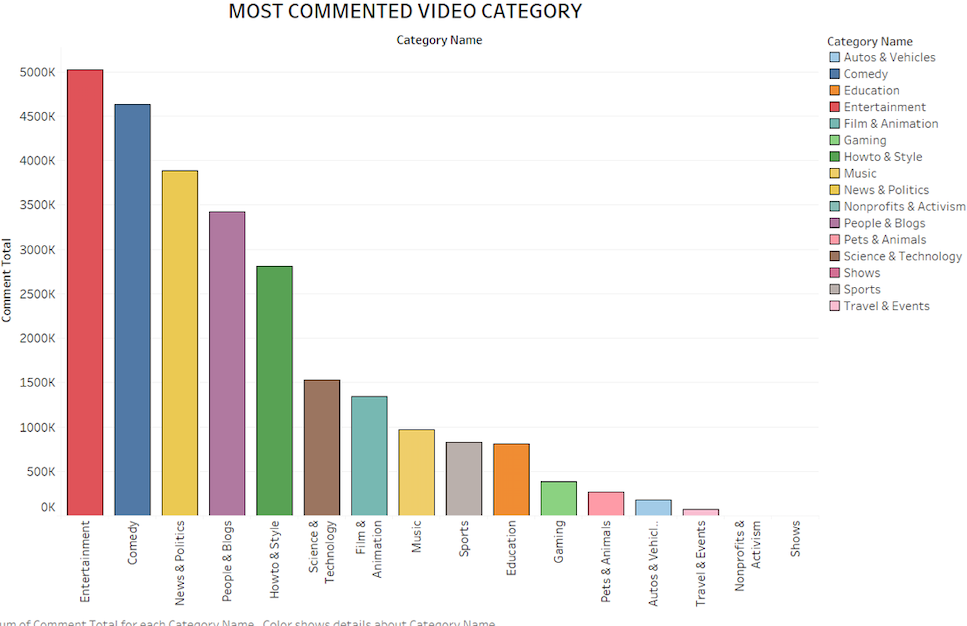 MOST COMMENTED VIDEO CATEGORY
Category Name
Comment Total
5000K
4500K
4000K
3500K
3000K
2500K
2000K
1500K
1000K
500K
0K
Entertainment
Comedy
News & Politics
People & Blogs
Howto & Style
Science &
Technology
Film &
Animation
Music
Sports
Education
Gaming
Pets & Animals
Autos & Vehicl..
Travel & Events
Nonprofits &
Activism
Shows
Category Name
Autos & Vehicles
Comedy
Education
Entertainment
Film & Animation
Gaming
Howto & Style
Music
News & Politics
Nonprofits & Activism
People & Blogs
Pets & Animals
Science & Technology
Shows
Sports
Travel & Events
um of Comment Total for each Category Name. Color shows details about Category Name.